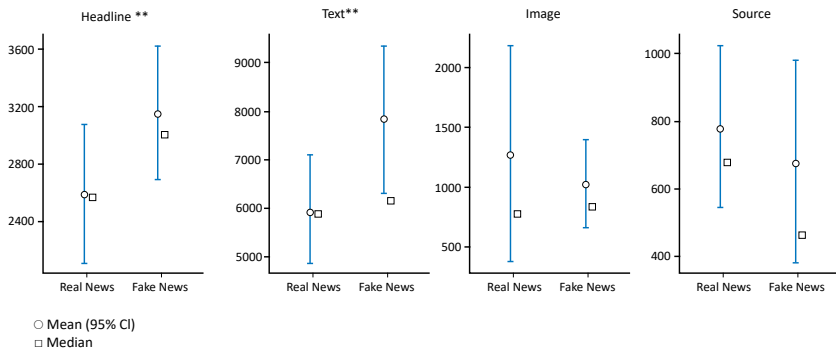 Headline **
3600
3200
2800
2400
Real News Fake News
Text**
9000
8000
7000
6000
5000
Real News Fake News
Image
2000
1500
1000
500
Real News Fake News
Source
1000
800
600
400
Real News Fake News
Mean (95% CI)
Median